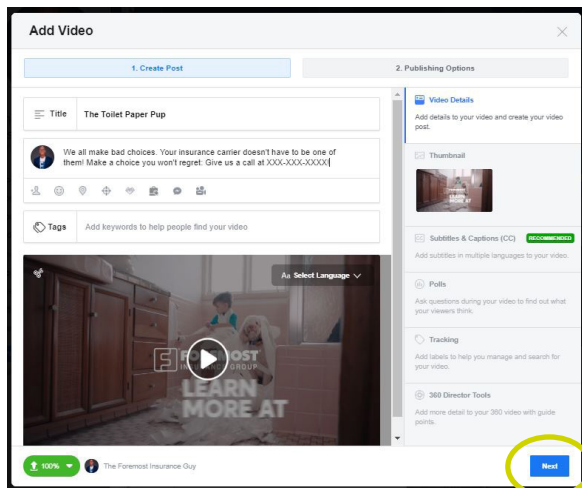 Add Video
1. Create Post
2. Publishing Options
Title
The Toilet Paper Pup
We all make bad choices. Your insurance carrier doesn't have to be one of
them! Make a choice you won't regret: Give us a call at XXX-XXX-XXXX!
Tags
Add keywords to help people find your video
Aa Select Language
FOREMOST
INSURANCE GROUP
LEARN
MORE AT
100%
The Foremost Insurance Guy
Video Details
Add details to your video and create your video
post.
Thumbnail
LEARN
MORE AT
Subtitles & Captions (CC)
RECOMMENDED
Add subtitles in multiple languages to your video.
Polls
Ask questions during your video to find out what
your viewers think.
Tracking
Add labels to help you manage and search for
your video.
360 Director Tools
Add more detail to your 360 video with guide
points.
Next